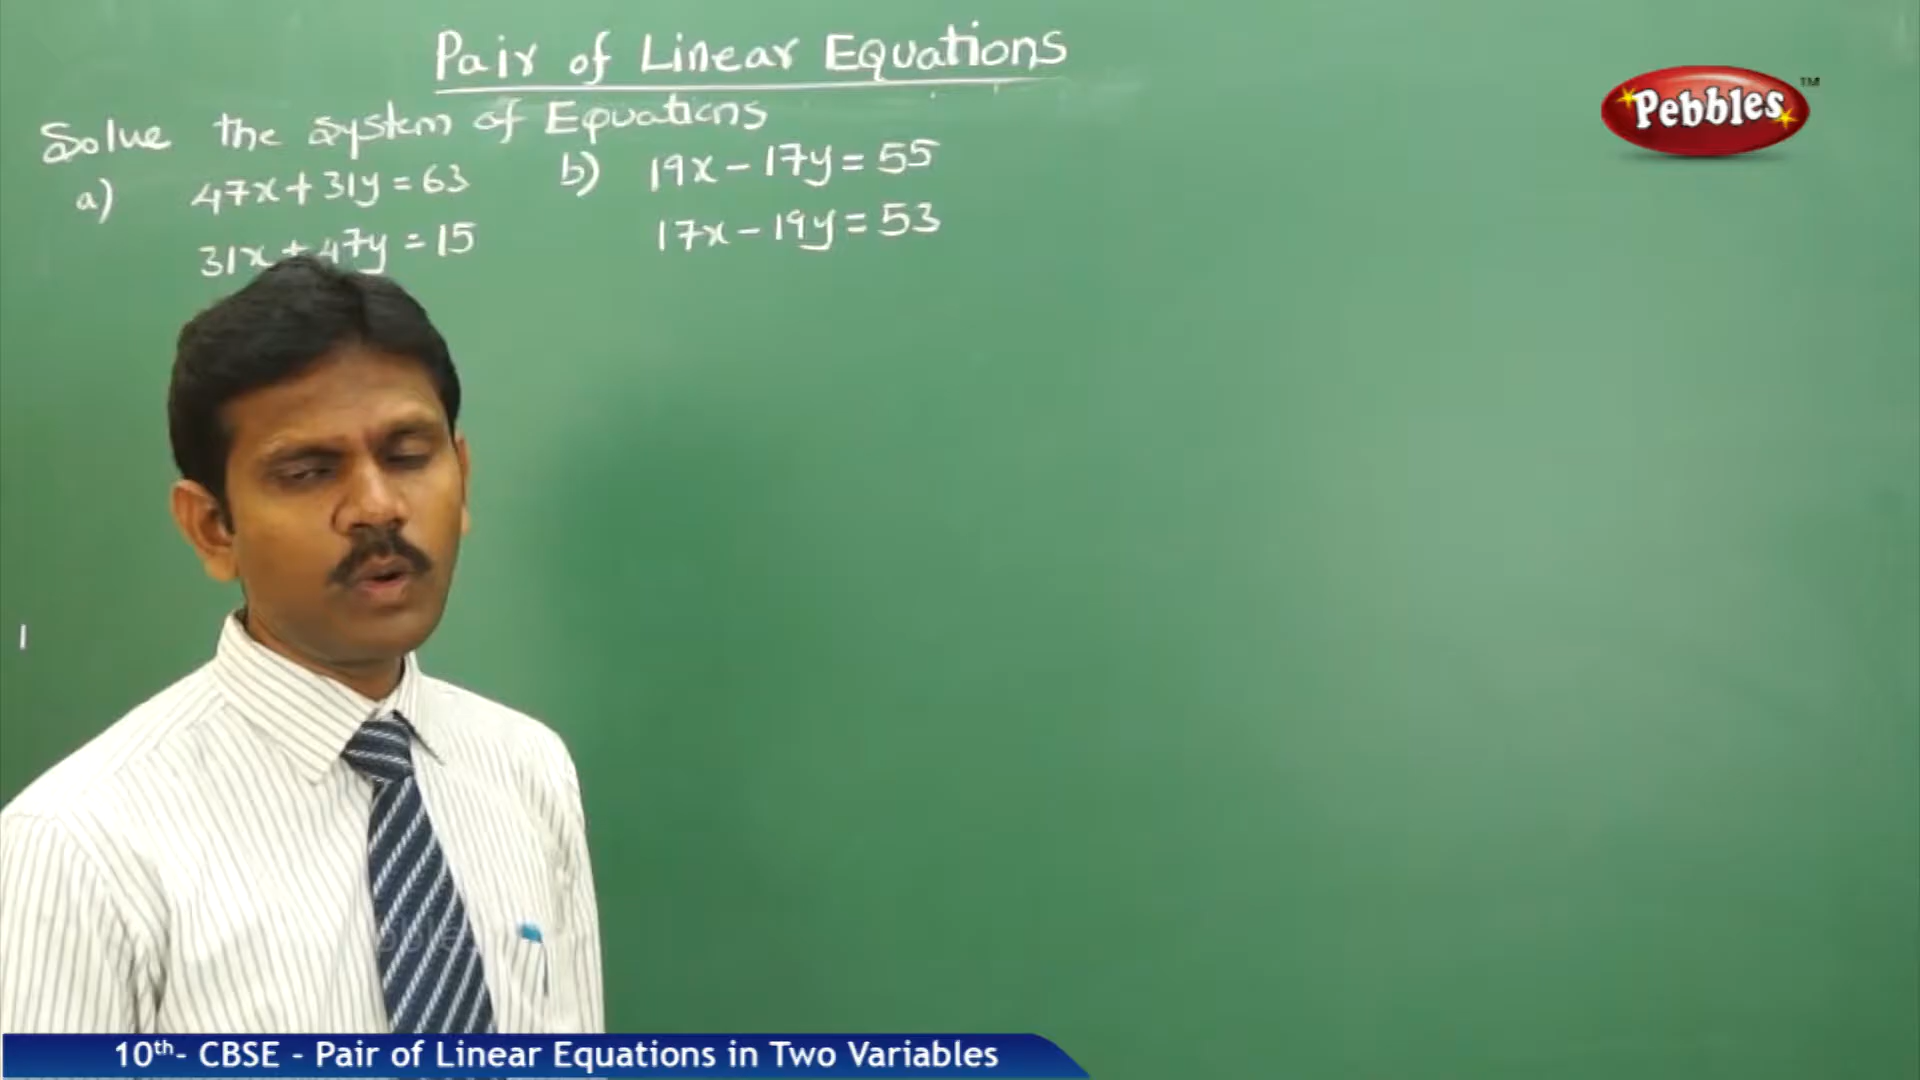 Pair of Linear Equations
Solve the system of Equations
a) 47x + 31y = 63
31x + 47y = 15
b) 19x - 17y = 55
17x - 19y = 53
Pebbles™
10th- CBSE - Pair of Linear Equations in Two Variables